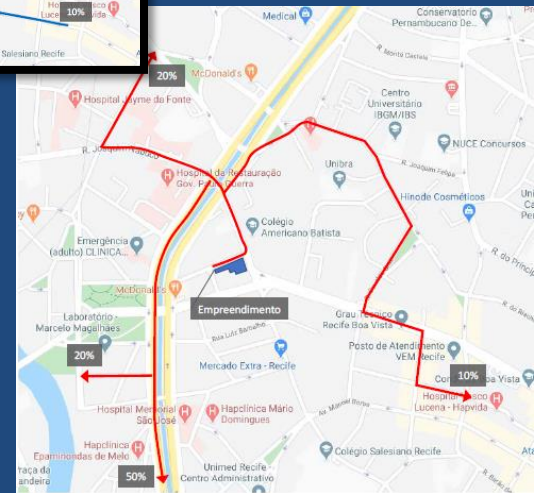 10%
Salesiano Recife
Medical
Conservatório
Pernambucano De...
20%
McDonald's
Hospital Jayme da Fonte
Centro
Universitário
IBGM/IBS
NUCE Concursos
Unibra
R. Joaquim Felipe
Hospital da Restauração
Gov. Paulo Guerra
Hinode Cosméticos
Colégio
Americano Batista
Emergência
(adulto) CLINICA...
McDonald's
Empreendimento
Laboratório -
Marcelo Magalhães
Grau Técnico
Recife Boa Vista
20%
Mercado Extra - Recife
Posto de Atendimento
VEM Recife
10%
Hospital Memorial
São José
Hapclínica Mário
Domingues
Lucena - Hapvida
Hapclínica
Epaminondas de Melo
Colégio Salesiano Recife
50%
Unimed Recife -
Centro Administrativo